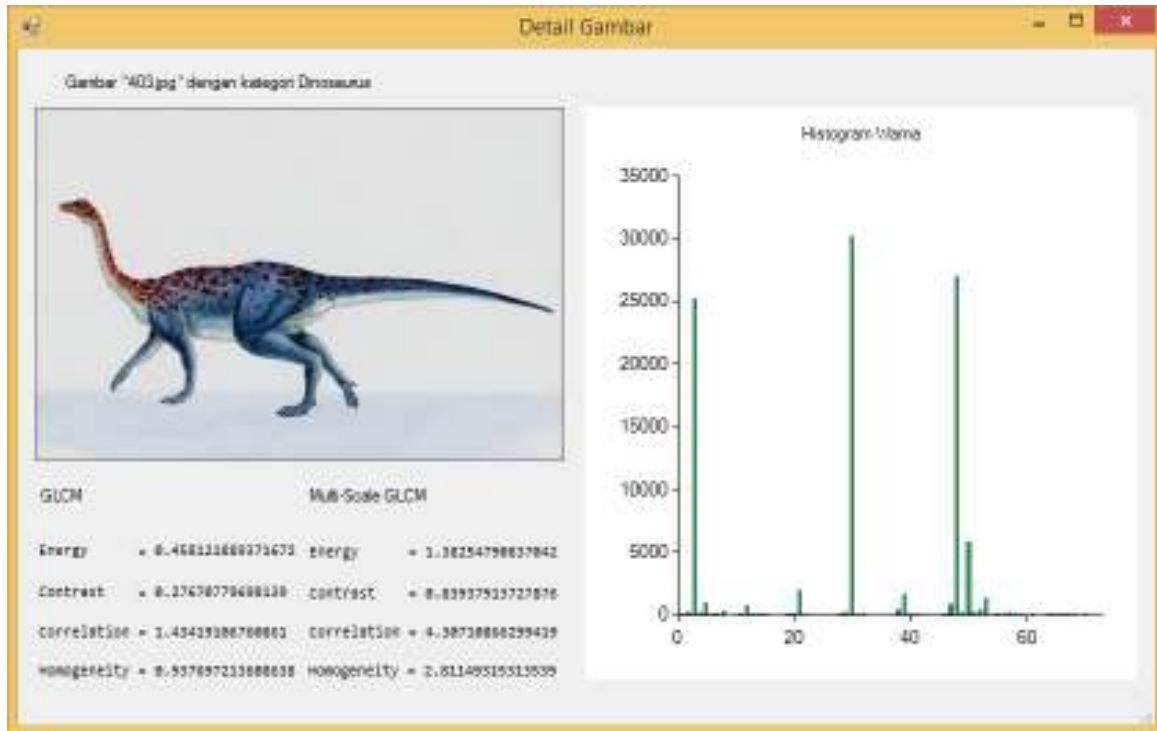 Detail Gambar
Gambar "403.jpg" dengan kategori Dinosaurus
Histogram Warna
35000
30000
25000
20000
15000
10000
5000
0
0 20 40 60
GLCM Multi-Scale GLCM
Energy = Energy =
Contrast = Contrast =
Correlation = Correlation =
Homogeneity = Homogeneity =